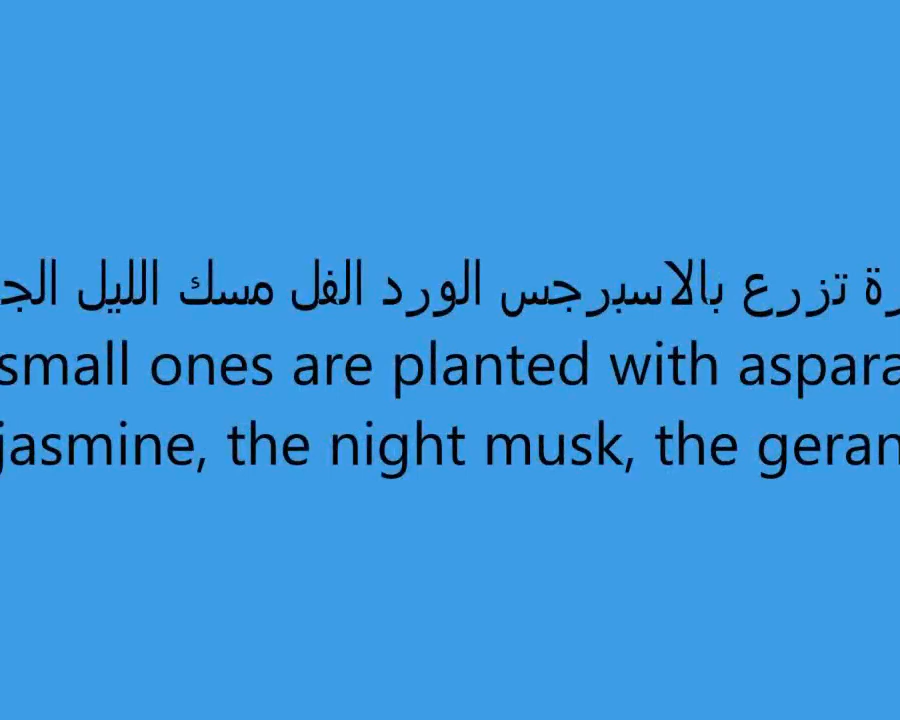 رة تزرع بالاسبرجس الورد الفل مسك الليل الج
small ones are planted with aspara
jasmine, the night musk, the geran